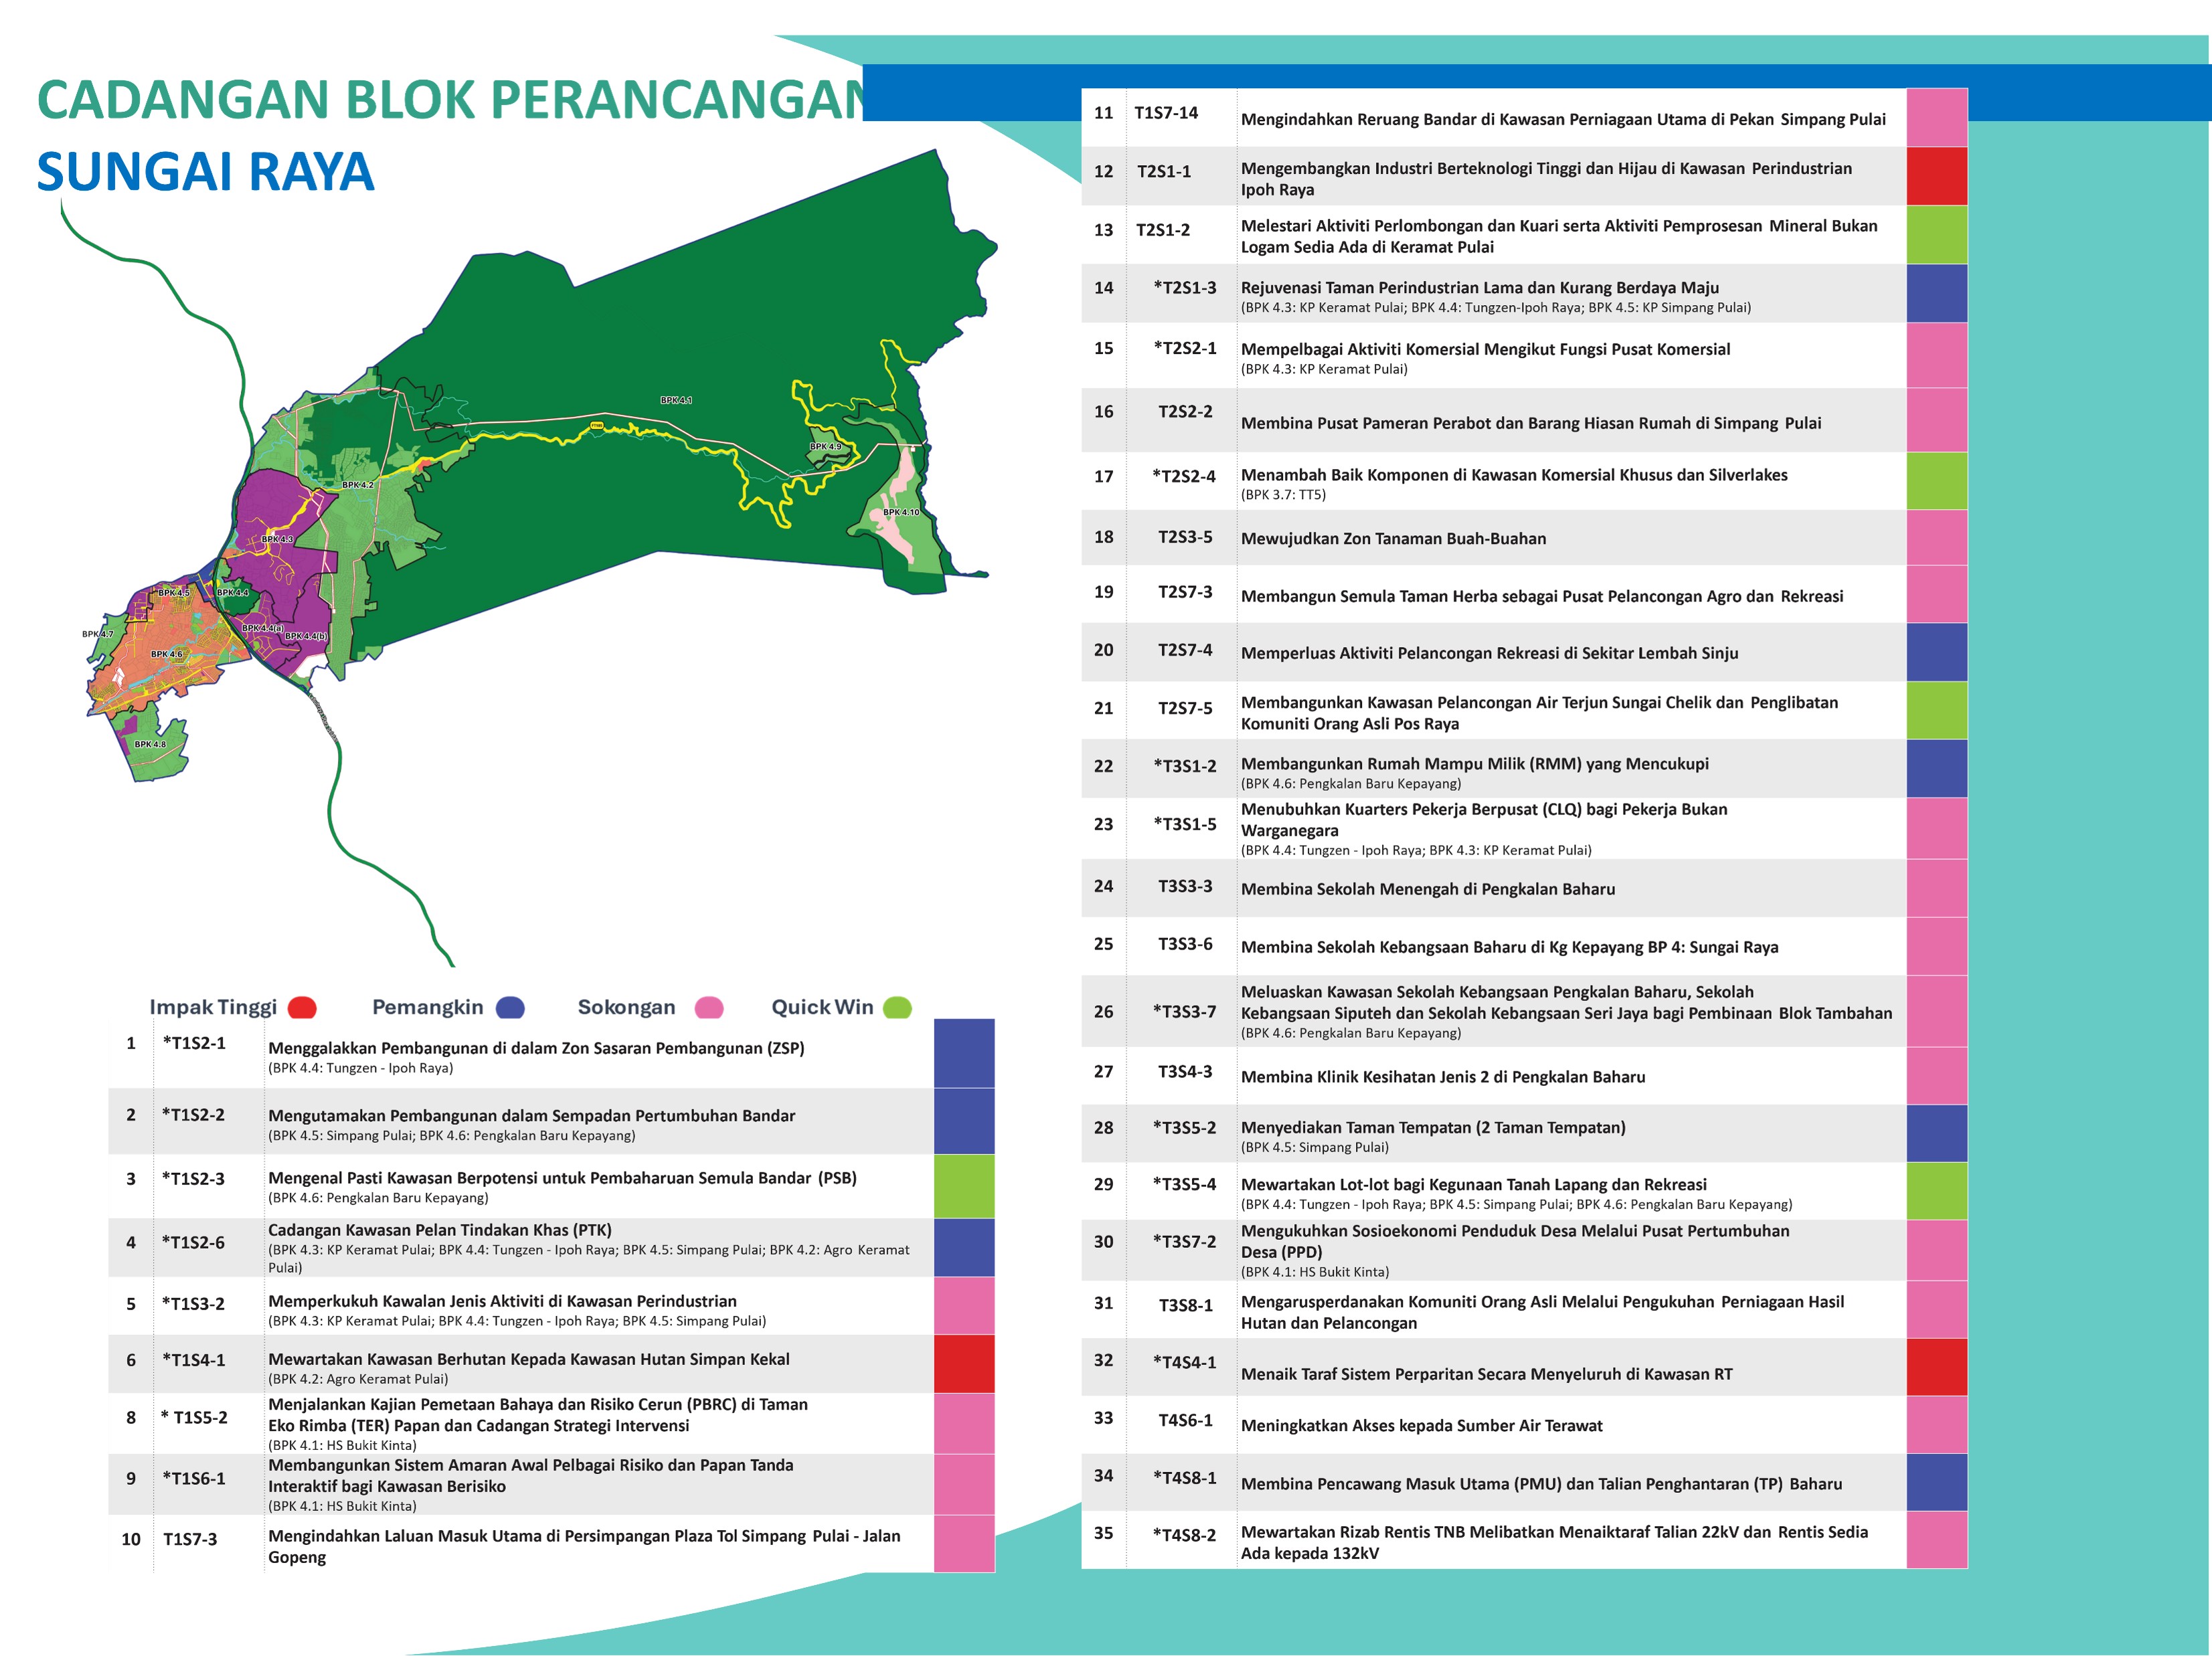 CADANGAN BLOK PERANCANGAN
SUNGAI RAYA
BPK 4.1
BPK 4.9
BPK 4.2
BPK 4.10
BPK 4.3
BPK 4.5
BPK 4.4
BPK 4.4(a)
BPK 4.4(b)
BPK 4.7
BPK 4.6
BPK 4.8
Impak Tinggi
Pemangkin
Sokongan
Quick Win
1 *T1S2-1 Menggalakkan Pembangunan di dalam Zon Sasaran Pembangunan (ZSP)
(BPK 4.4: Tungzen - Ipoh Raya)
2 *T1S2-2 Mengutamakan Pembangunan dalam Sempadan Pertumbuhan Bandar
(BPK 4.5: Simpang Pulai; BPK 4.6: Pengkalan Baru Kepayang)
3 *T1S2-3 Mengenal Pasti Kawasan Berpotensi untuk Pembaharuan Semula Bandar (PSB)
(BPK 4.6: Pengkalan Baru Kepayang)
4 *T1S2-6 Cadangan Kawasan Pelan Tindakan Khas (PTK)
(BPK 4.3: KP Keramat Pulai; BPK 4.4: Tungzen - Ipoh Raya; BPK 4.5: Simpang Pulai; BPK 4.2: Agro Keramat
Pulai)
5 *T1S3-2 Memperkukuh Kawalan Jenis Aktiviti di Kawasan Perindustrian
(BPK 4.3: KP Keramat Pulai; BPK 4.4: Tungzen - Ipoh Raya; BPK 4.5: Simpang Pulai)
6 *T1S4-1 Mewartakan Kawasan Berhutan Kepada Kawasan Hutan Simpan Kekal
(BPK 4.2: Agro Keramat Pulai)
8 * T1S5-2 Menjalankan Kajian Pemetaan Bahaya dan Risiko Cerun (PBRC) di Taman
Eko Rimba (TER) Papan dan Cadangan Strategi Intervensi
(BPK 4.1: HS Bukit Kinta)
9 *T1S6-1 Membangunkan Sistem Amaran Awal Pelbagai Risiko dan Papan Tanda
Interaktif bagi Kawasan Berisiko
(BPK 4.1: HS Bukit Kinta)
10 T1S7-3 Mengindahkan Laluan Masuk Utama di Persimpangan Plaza Tol Simpang Pulai - Jalan
Gopeng
11 T1S7-14 Mengindahkan Reruang Bandar di Kawasan Perniagaan Utama di Pekan Simpang Pulai
12 T2S1-1 Mengembangkan Industri Berteknologi Tinggi dan Hijau di Kawasan Perindustrian
Ipoh Raya
13 T2S1-2 Melestari Aktiviti Perlombongan dan Kuari serta Aktiviti Pemprosesan Mineral Bukan
Logam Sedia Ada di Keramat Pulai
14 *T2S1-3 Rejuvenasi Taman Perindustrian Lama dan Kurang Berdaya Maju
(BPK 4.3: KP Keramat Pulai; BPK 4.4: Tungzen-Ipoh Raya; BPK 4.5: KP Simpang Pulai)
15 *T2S2-1 Mempelbagai Aktiviti Komersial Mengikut Fungsi Pusat Komersial
(BPK 4.3: KP Keramat Pulai)
16 T2S2-2 Membina Pusat Pameran Perabot dan Barang Hiasan Rumah di Simpang Pulai
17 *T2S2-4 Menambah Baik Komponen di Kawasan Komersial Khusus dan Silverlakes
(BPK 3.7: TT5)
18 T2S3-5 Mewujudkan Zon Tanaman Buah-Buahan
19 T2S7-3 Membangun Semula Taman Herba sebagai Pusat Pelancongan Agro dan Rekreasi
20 T2S7-4 Memperluas Aktiviti Pelancongan Rekreasi di Sekitar Lembah Sinju
21 T2S7-5 Membangunkan Kawasan Pelancongan Air Terjun Sungai Chelik dan Penglibatan
Komuniti Orang Asli Pos Raya
22 *T3S1-2 Membangunkan Rumah Mampu Milik (RMM) yang Mencukupi
(BPK 4.6: Pengkalan Baru Kepayang)
23 *T3S1-5 Menubuhkan Kuarters Pekerja Berpusat (CLQ) bagi Pekerja Bukan
Warganegara
(BPK 4.4: Tungzen - Ipoh Raya; BPK 4.3: KP Keramat Pulai)
24 T3S3-3 Membina Sekolah Menengah di Pengkalan Baharu
25 T3S3-6 Membina Sekolah Kebangsaan Baharu di Kg Kepayang BP 4: Sungai Raya
26 *T3S3-7 Meluaskan Kawasan Sekolah Kebangsaan Pengkalan Baharu, Sekolah
Kebangsaan Siputeh dan Sekolah Kebangsaan Seri Jaya bagi Pembinaan Blok Tambahan
(BPK 4.6: Pengkalan Baru Kepayang)
27 T3S4-3 Membina Klinik Kesihatan Jenis 2 di Pengkalan Baharu
28 *T3S5-2 Menyediakan Taman Tempatan (2 Taman Tempatan)
(BPK 4.5: Simpang Pulai)
29 *T3S5-4 Mewartakan Lot-lot bagi Kegunaan Tanah Lapang dan Rekreasi
(BPK 4.4: Tungzen - Ipoh Raya; BPK 4.5: Simpang Pulai; BPK 4.6: Pengkalan Baru Kepayang)
30 *T3S7-2 Mengukuhkan Sosioekonomi Penduduk Desa Melalui Pusat Pertumbuhan
Desa (PPD)
(BPK 4.1: HS Bukit Kinta)
31 T3S8-1 Mengarusperdanakan Komuniti Orang Asli Melalui Pengukuhan Perniagaan Hasil
Hutan dan Pelancongan
32 *T4S4-1 Menaik Taraf Sistem Perparitan Secara Menyeluruh di Kawasan RT
33 T4S6-1 Meningkatkan Akses kepada Sumber Air Terawat
34 *T4S8-1 Membina Pencawang Masuk Utama (PMU) dan Talian Penghantaran (TP) Baharu
35 *T4S8-2 Mewartakan Rizab Rentis TNB Melibatkan Menaiktaraf Talian 22kV dan Rentis Sedia
Ada kepada 132kV